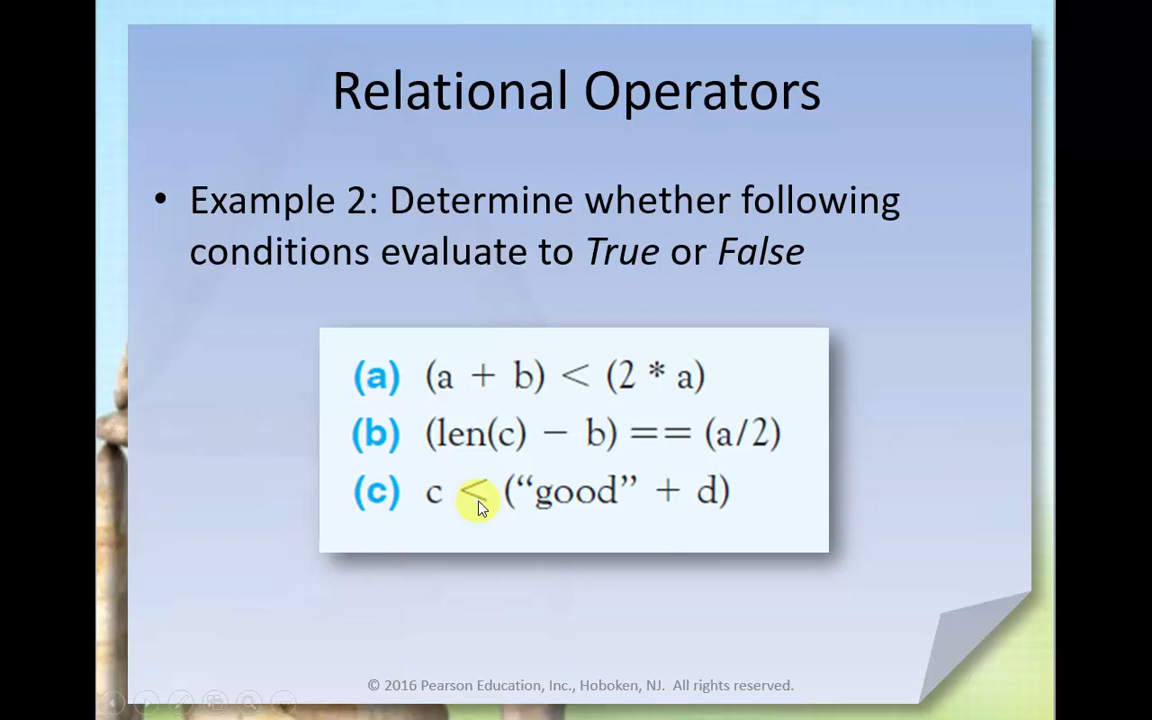 Relational Operators
• Example 2: Determine whether following
conditions evaluate to True or False
(a) (a + b) < (2 * a)
(b) (len(c) − b) == (a/2)
(c) c < (“good” + d)
© 2016 Pearson Education, Inc., Hoboken, NJ. All rights reserved.